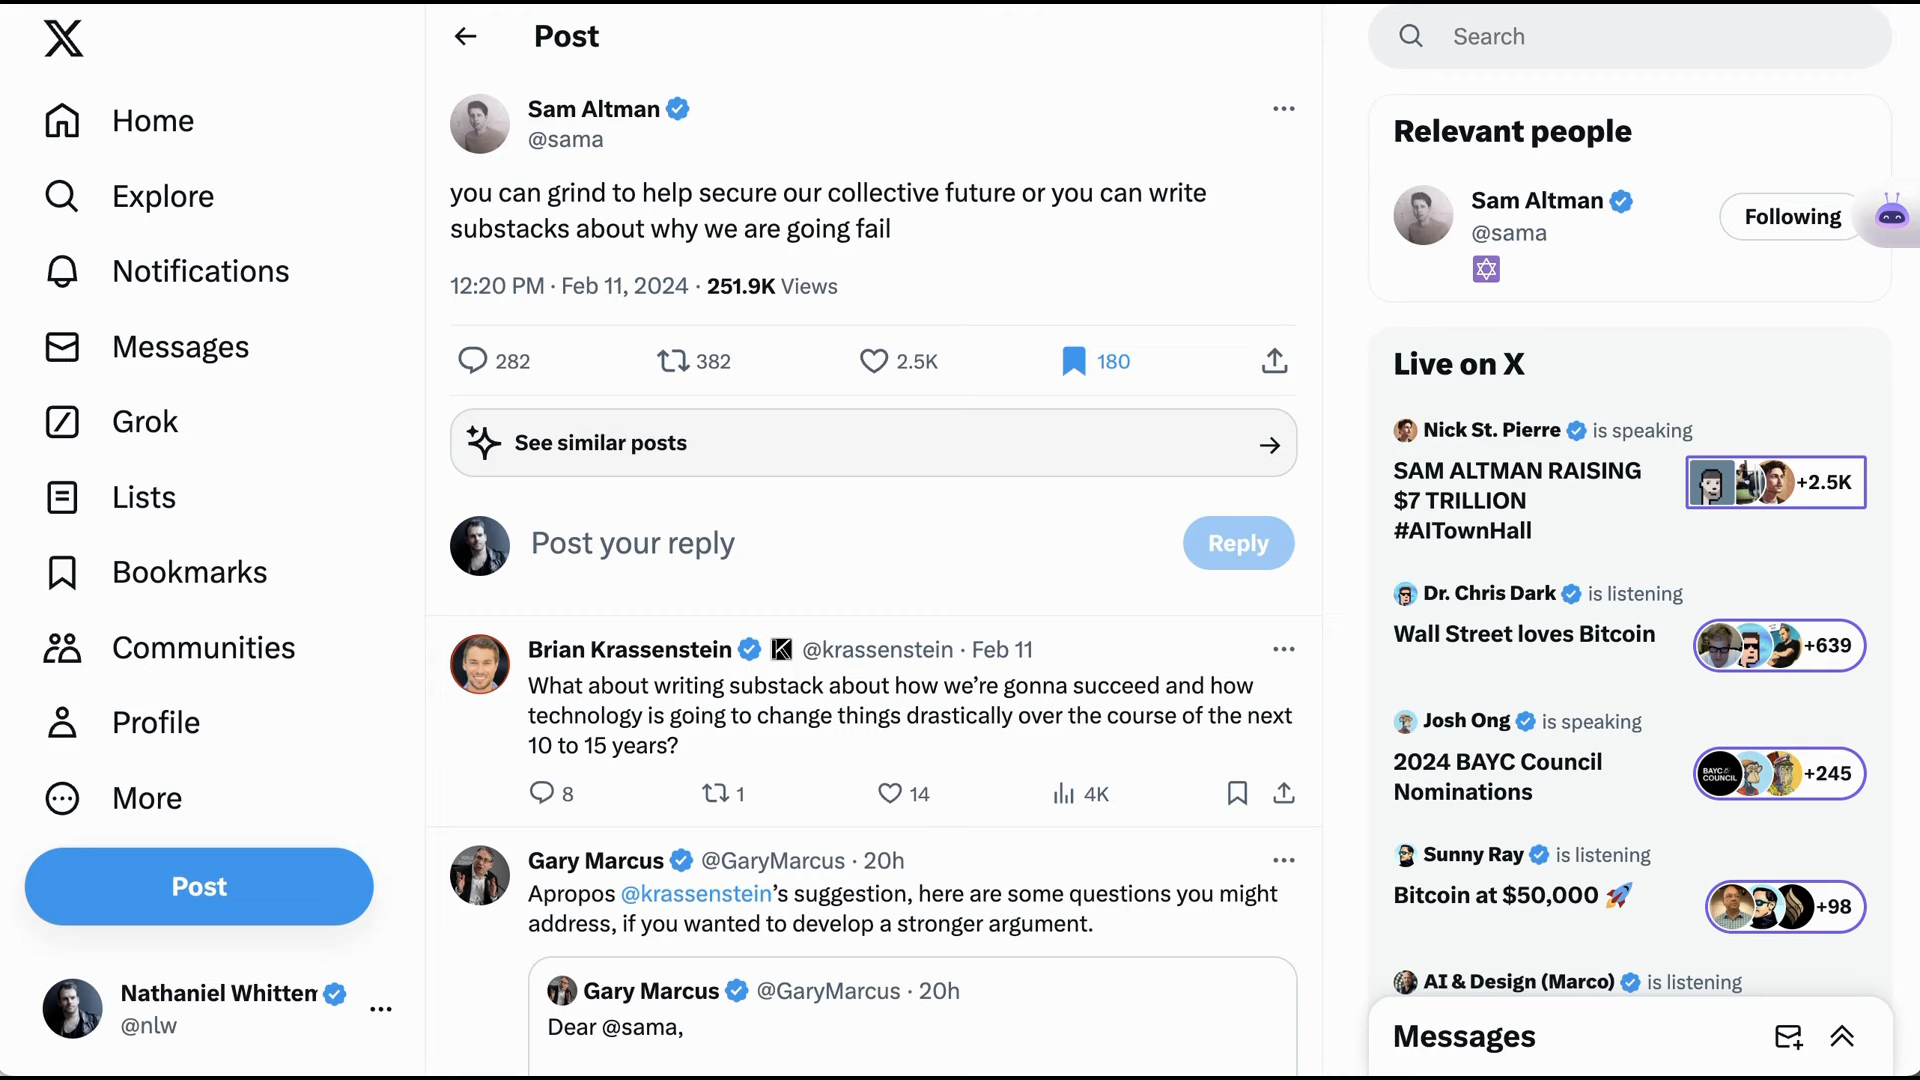 Home
Explore
Notifications
Messages
Grok
Lists
Bookmarks
Communities
Profile
More
Post
Nathaniel Whitten
@nlw
Post
Sam Altman
@sama
you can grind to help secure our collective future or you can write
substacks about why we are going fail
12:20 PM · Feb 11, 2024 · 251.9K Views
282 382 2.5K 180
See similar posts
Post your reply
Reply
Brian Krassenstein @krassenstein · Feb 11
What about writing substack about how we’re gonna succeed and how
technology is going to change things drastically over the course of the next
10 to 15 years?
8 1 14 4K
Gary Marcus @GaryMarcus · 20h
Apropos @krassenstein’s suggestion, here are some questions you might
address, if you wanted to develop a stronger argument.
Gary Marcus @GaryMarcus · 20h
Dear @sama,
Search
Relevant people
Sam Altman
@sama
Following
Live on X
Nick St. Pierre is speaking
SAM ALTMAN RAISING
$7 TRILLION
#AITownHall
+2.5K
Dr. Chris Dark is listening
Wall Street loves Bitcoin
+639
Josh Ong is speaking
2024 BAYC Council
Nominations
BAYC
COUNCIL
+245
Sunny Ray is listening
Bitcoin at $50,000 🚀
+98
AI & Design (Marco) is listening
Messages